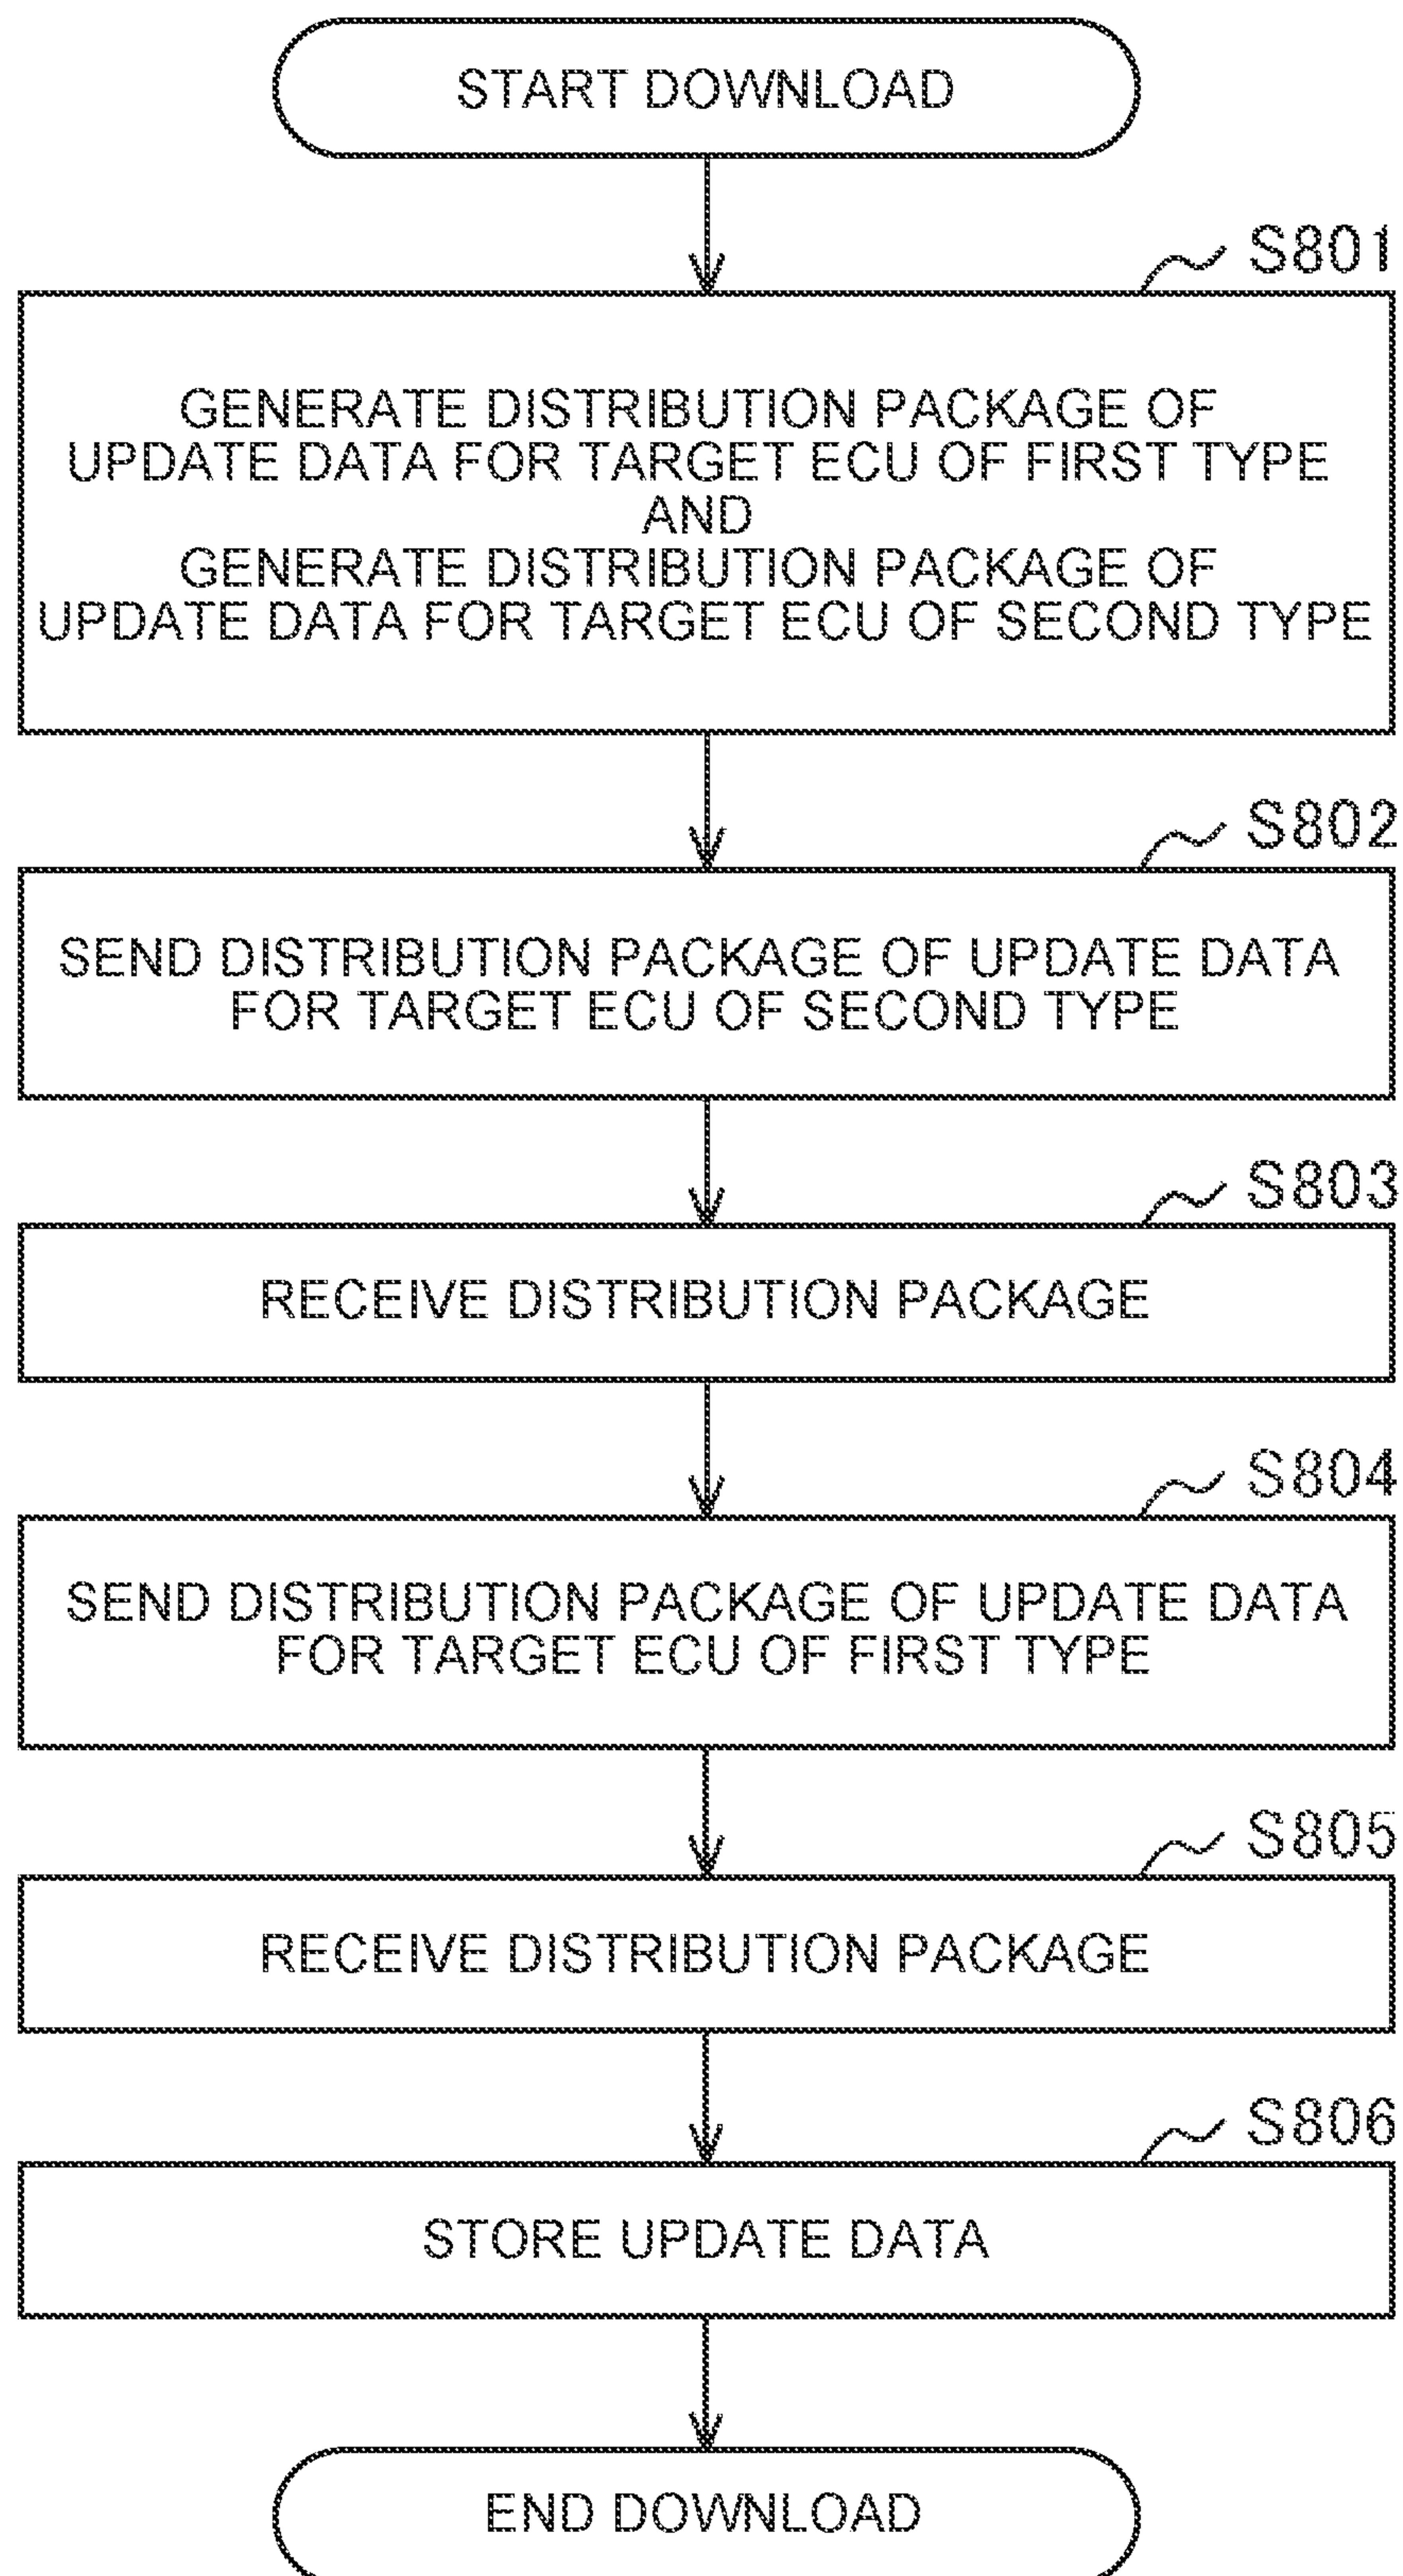 START DOWNLOAD
S801
GENERATE DISTRIBUTION PACKAGE OF
UPDATE DATA FOR TARGET ECU OF FIRST TYPE
AND
GENERATE DISTRIBUTION PACKAGE OF
UPDATE DATA FOR TARGET ECU OF SECOND TYPE
S802
SEND DISTRIBUTION PACKAGE OF UPDATE DATA
FOR TARGET ECU OF SECOND TYPE
S803
RECEIVE DISTRIBUTION PACKAGE
S804
SEND DISTRIBUTION PACKAGE OF UPDATE DATA
FOR TARGET ECU OF FIRST TYPE
S805
RECEIVE DISTRIBUTION PACKAGE
S806
STORE UPDATE DATA
END DOWNLOAD